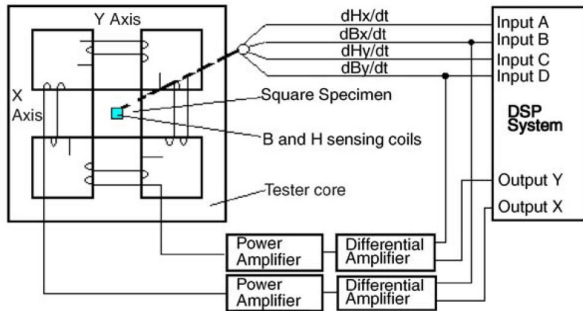 Y Axis
X
Axis
dHx/dt
dBx/dt
dHy/dt
dBy/dt
Input A
Input B
Input C
Input D
DSP
System
Square Specimen
B and H sensing coils
Tester core
Output Y
Output X
Power
Amplifier
Differential
Amplifier
Power
Amplifier
Differential
Amplifier